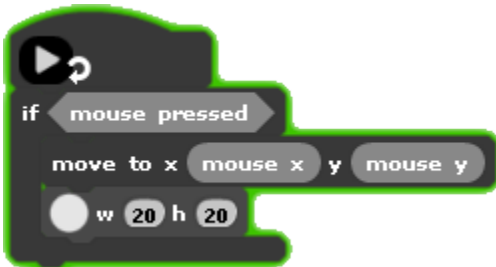 if mouse pressed
move to x mouse x y mouse y
w 20 h 20